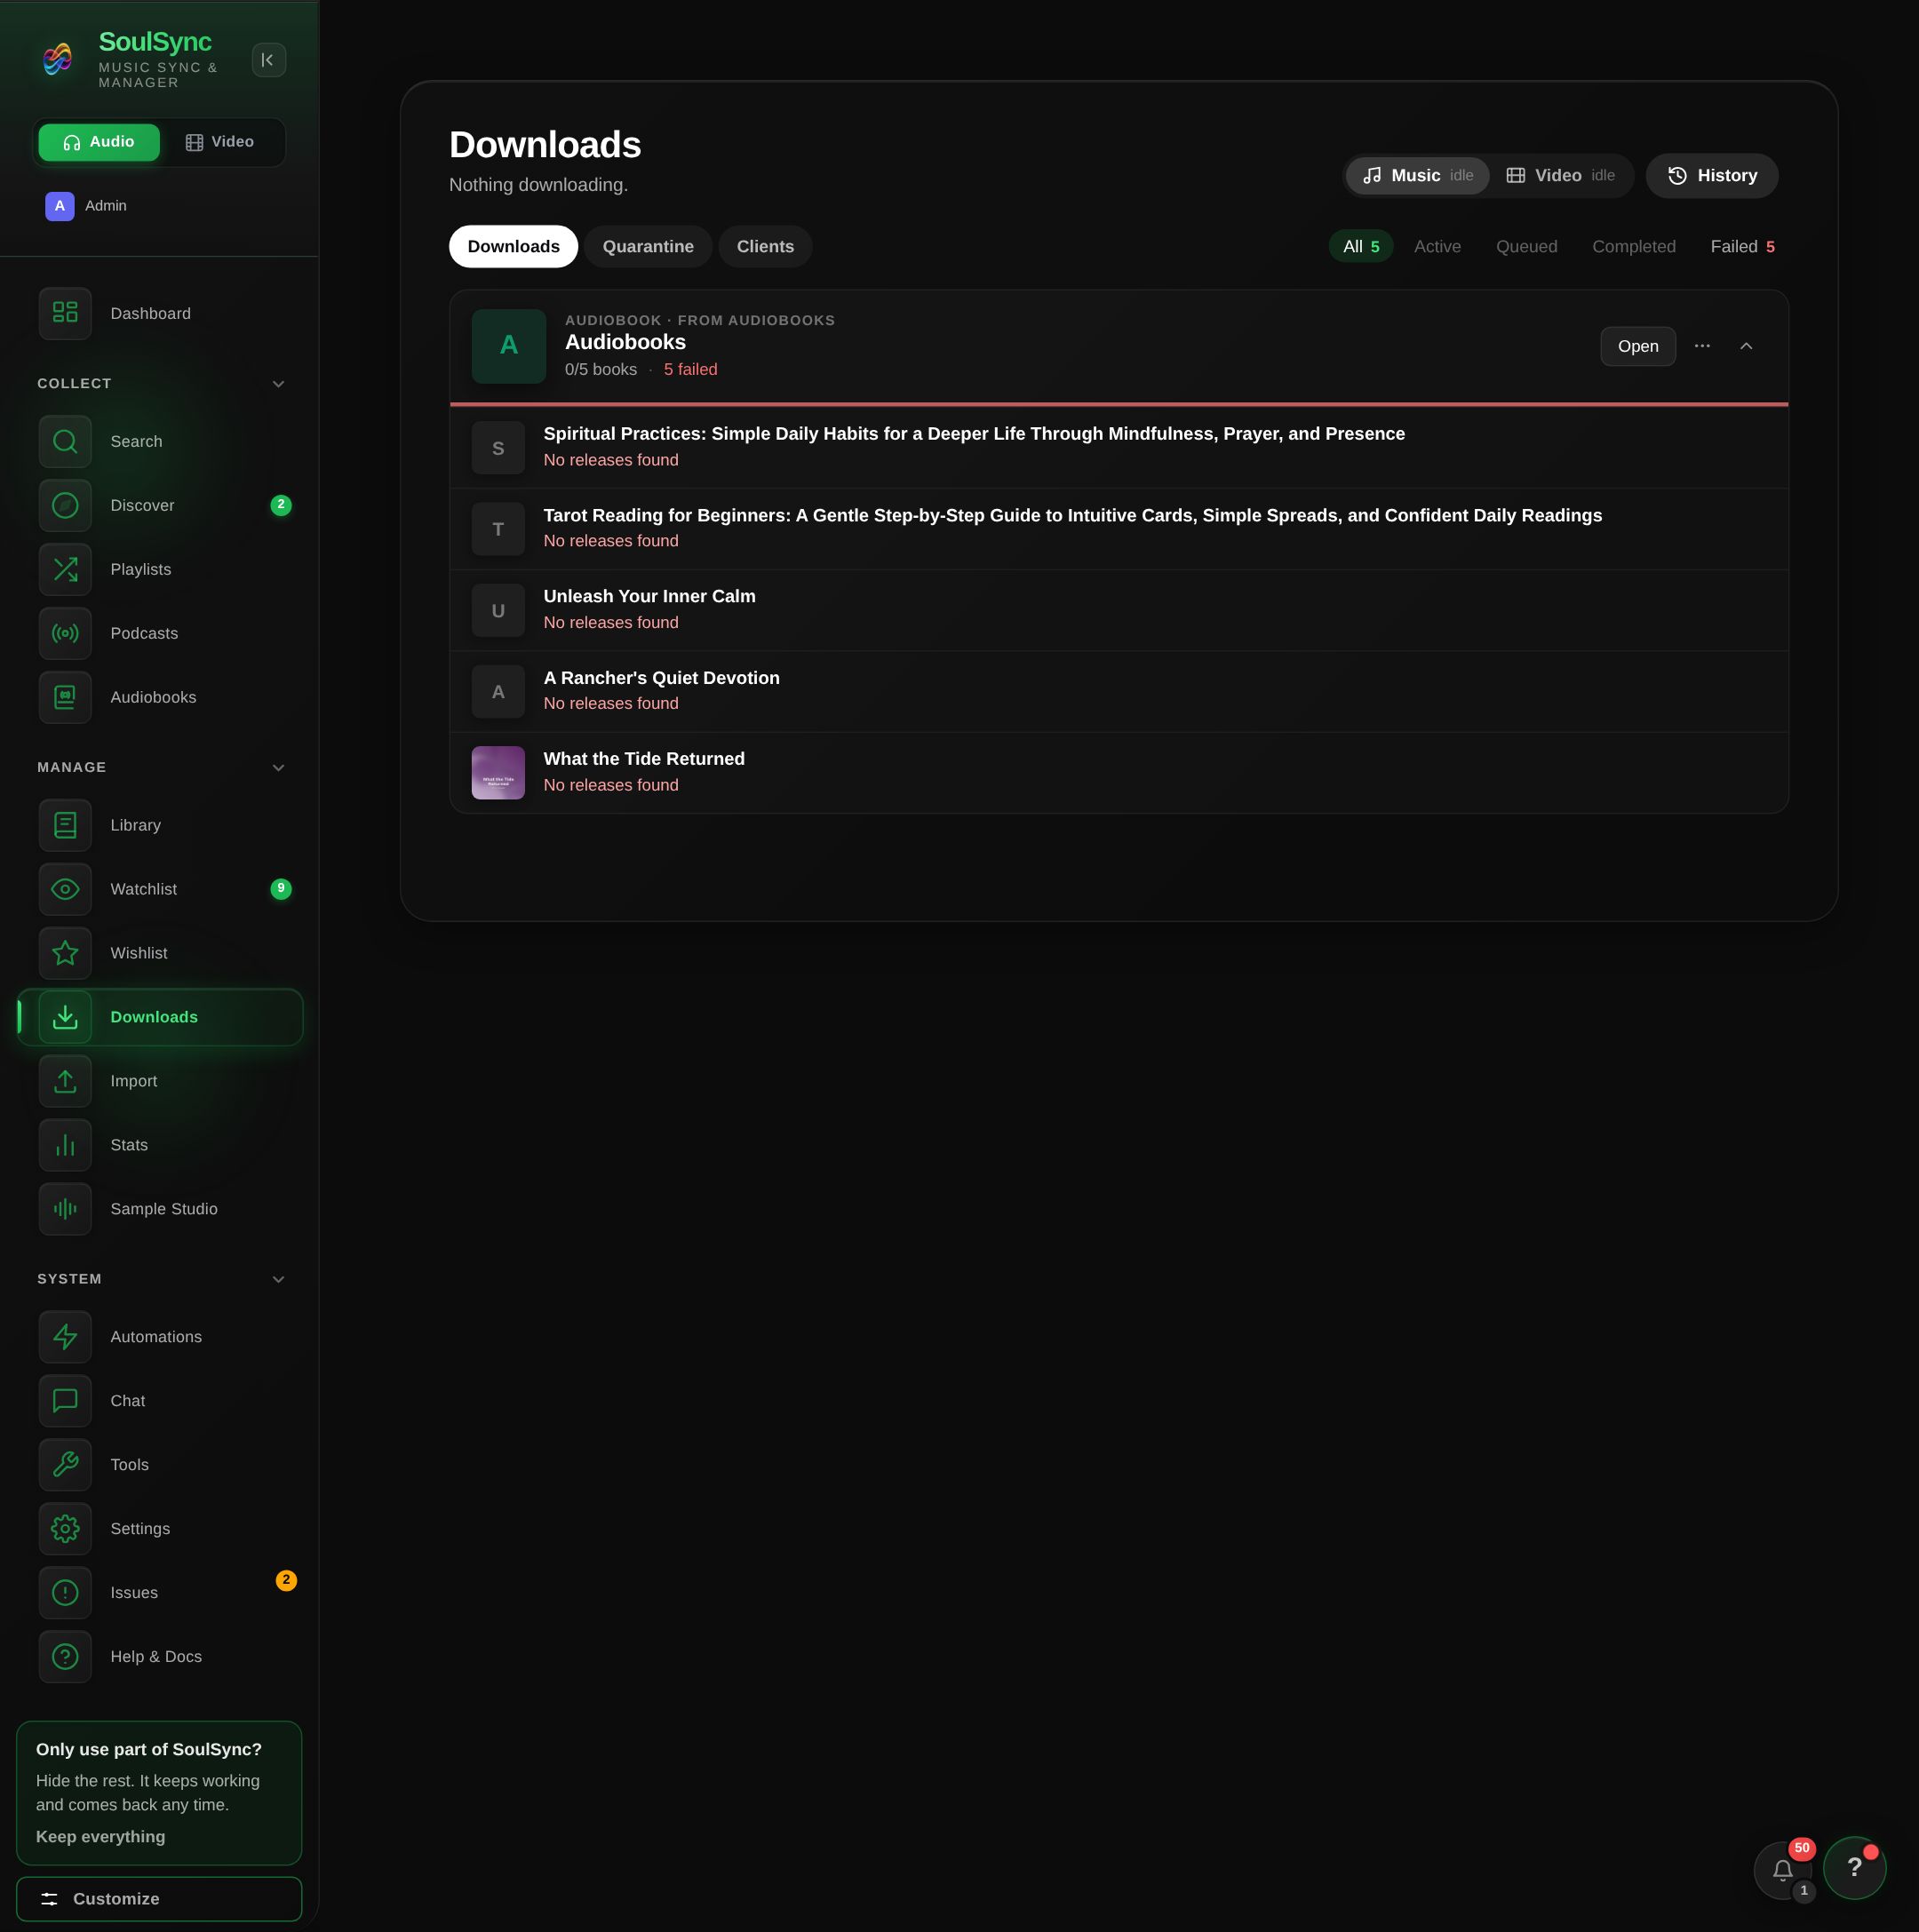 SoulSync
MUSIC SYNC &
MANAGER
Audio
Video
A
Admin
Dashboard
COLLECT
Search
Discover
2
Playlists
Podcasts
Audiobooks
MANAGE
Library
Watchlist
9
Wishlist
Downloads
Import
Stats
Sample Studio
SYSTEM
Automations
Chat
Tools
Settings
Issues
2
Help & Docs
Only use part of SoulSync?
Hide the rest. It keeps working
and comes back any time.
Keep everything
Customize
Downloads
Nothing downloading.
Music idle
Video idle
History
Downloads
Quarantine
Clients
All 5
Active
Queued
Completed
Failed 5
A
AUDIOBOOK · FROM AUDIOBOOKS
Audiobooks
0/5 books · 5 failed
Open
S
Spiritual Practices: Simple Daily Habits for a Deeper Life Through Mindfulness, Prayer, and Presence
No releases found
T
Tarot Reading for Beginners: A Gentle Step-by-Step Guide to Intuitive Cards, Simple Spreads, and Confident Daily Readings
No releases found
U
Unleash Your Inner Calm
No releases found
A
A Rancher's Quiet Devotion
No releases found
What the Tide
Returned
What the Tide Returned
No releases found
50
1
?